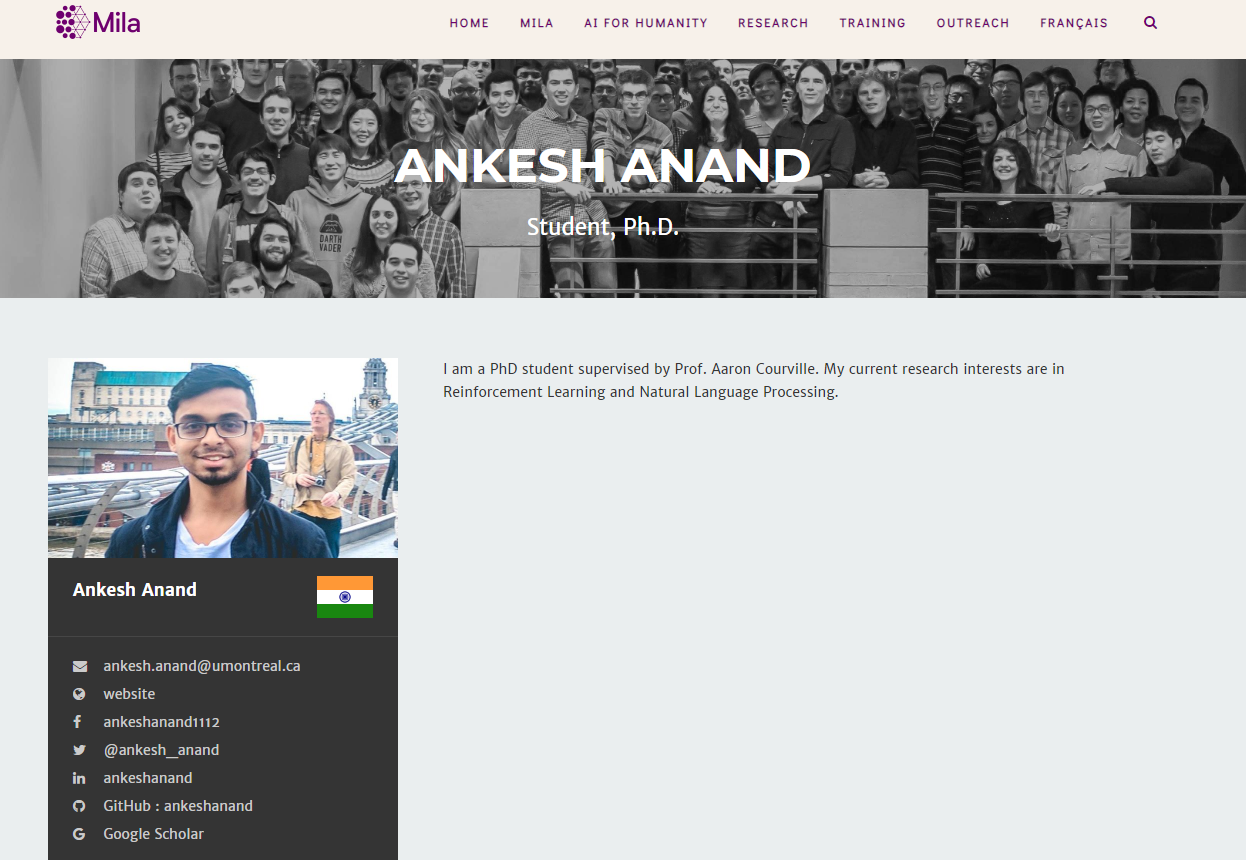 Mila
HOME MILA AI FOR HUMANITY RESEARCH TRAINING OUTREACH FRANÇAIS
ANKESH ANAND
Student, Ph.D.
DARTH
VADER
I am a PhD student supervised by Prof. Aaron Courville. My current research interests are in
Reinforcement Learning and Natural Language Processing.
Ankesh Anand
ankesh.anand@umontreal.ca
website
ankeshanand1112
@ankesh_anand
ankeshanand
GitHub : ankeshanand
Google Scholar